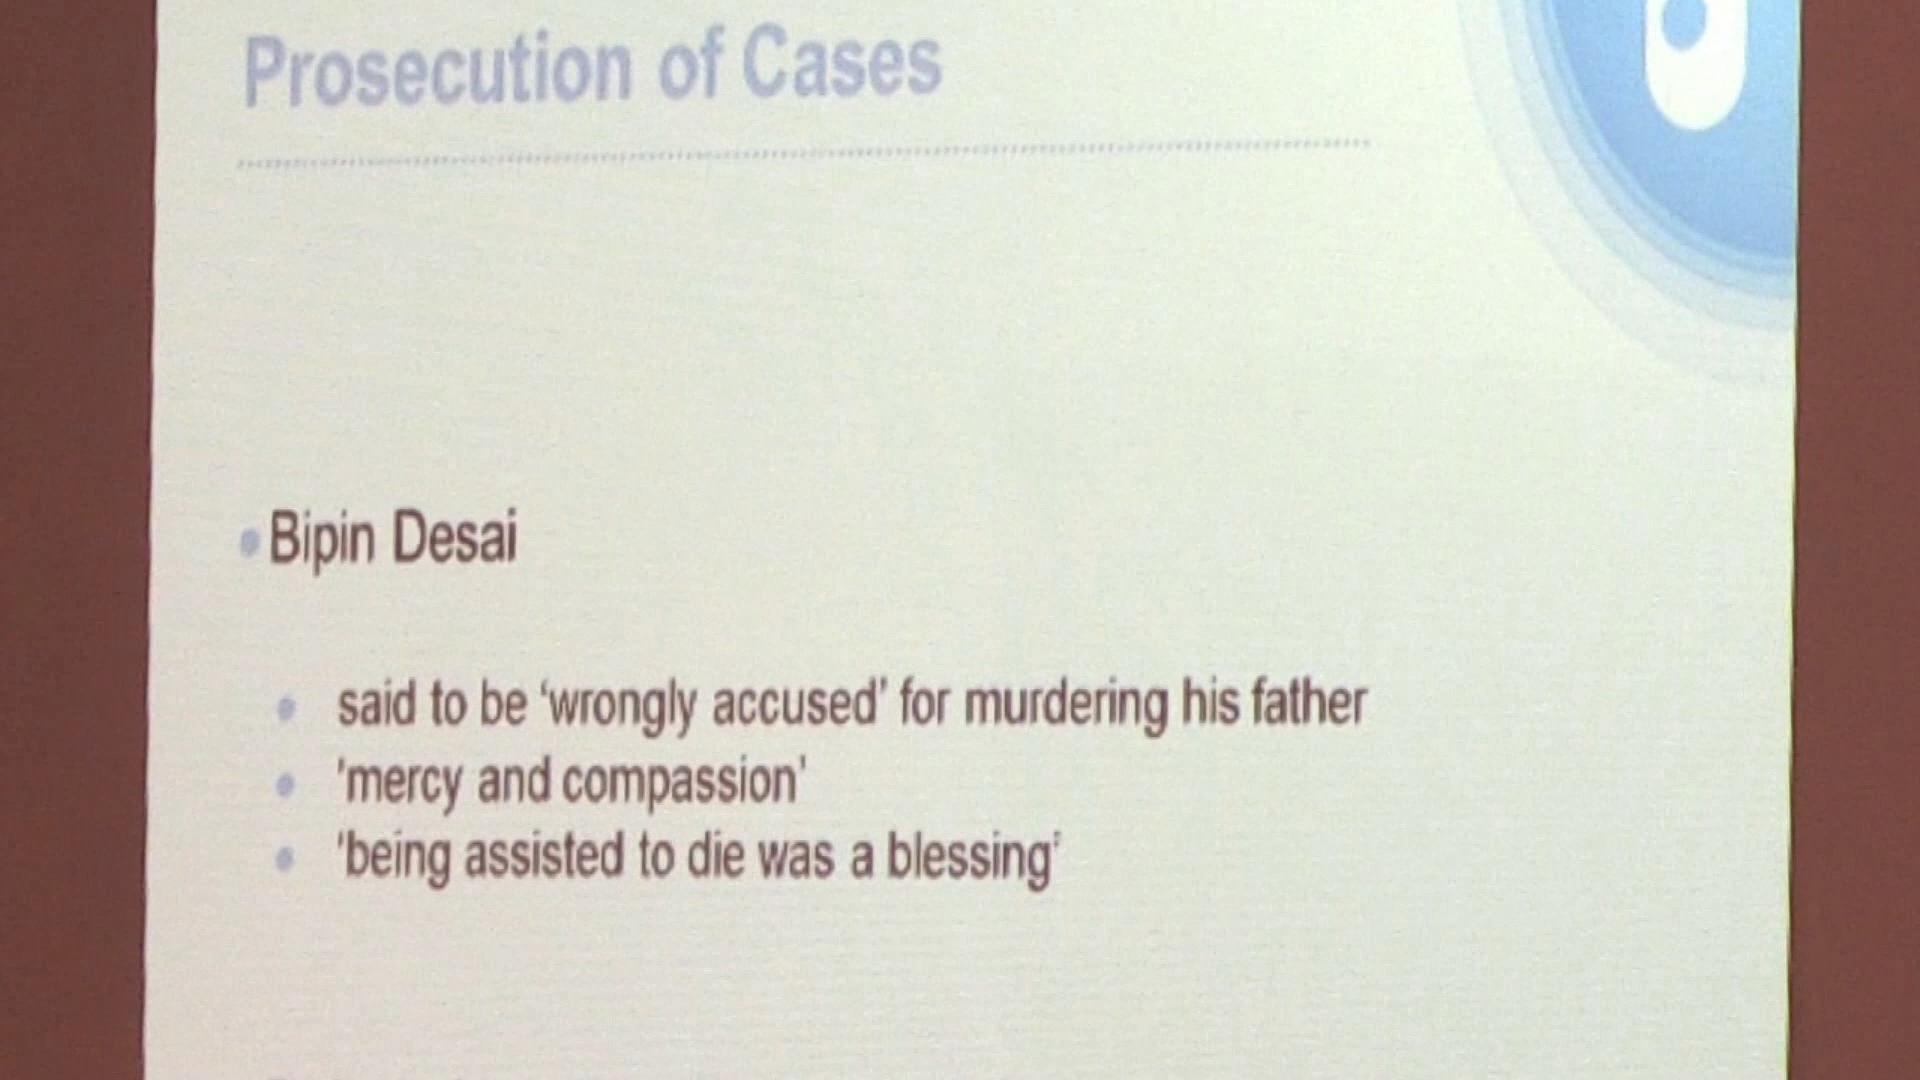 Prosecution of Cases
Bipin Desai
said to be ‘wrongly accused’ for murdering his father
'mercy and compassion'
'being assisted to die was a blessing'